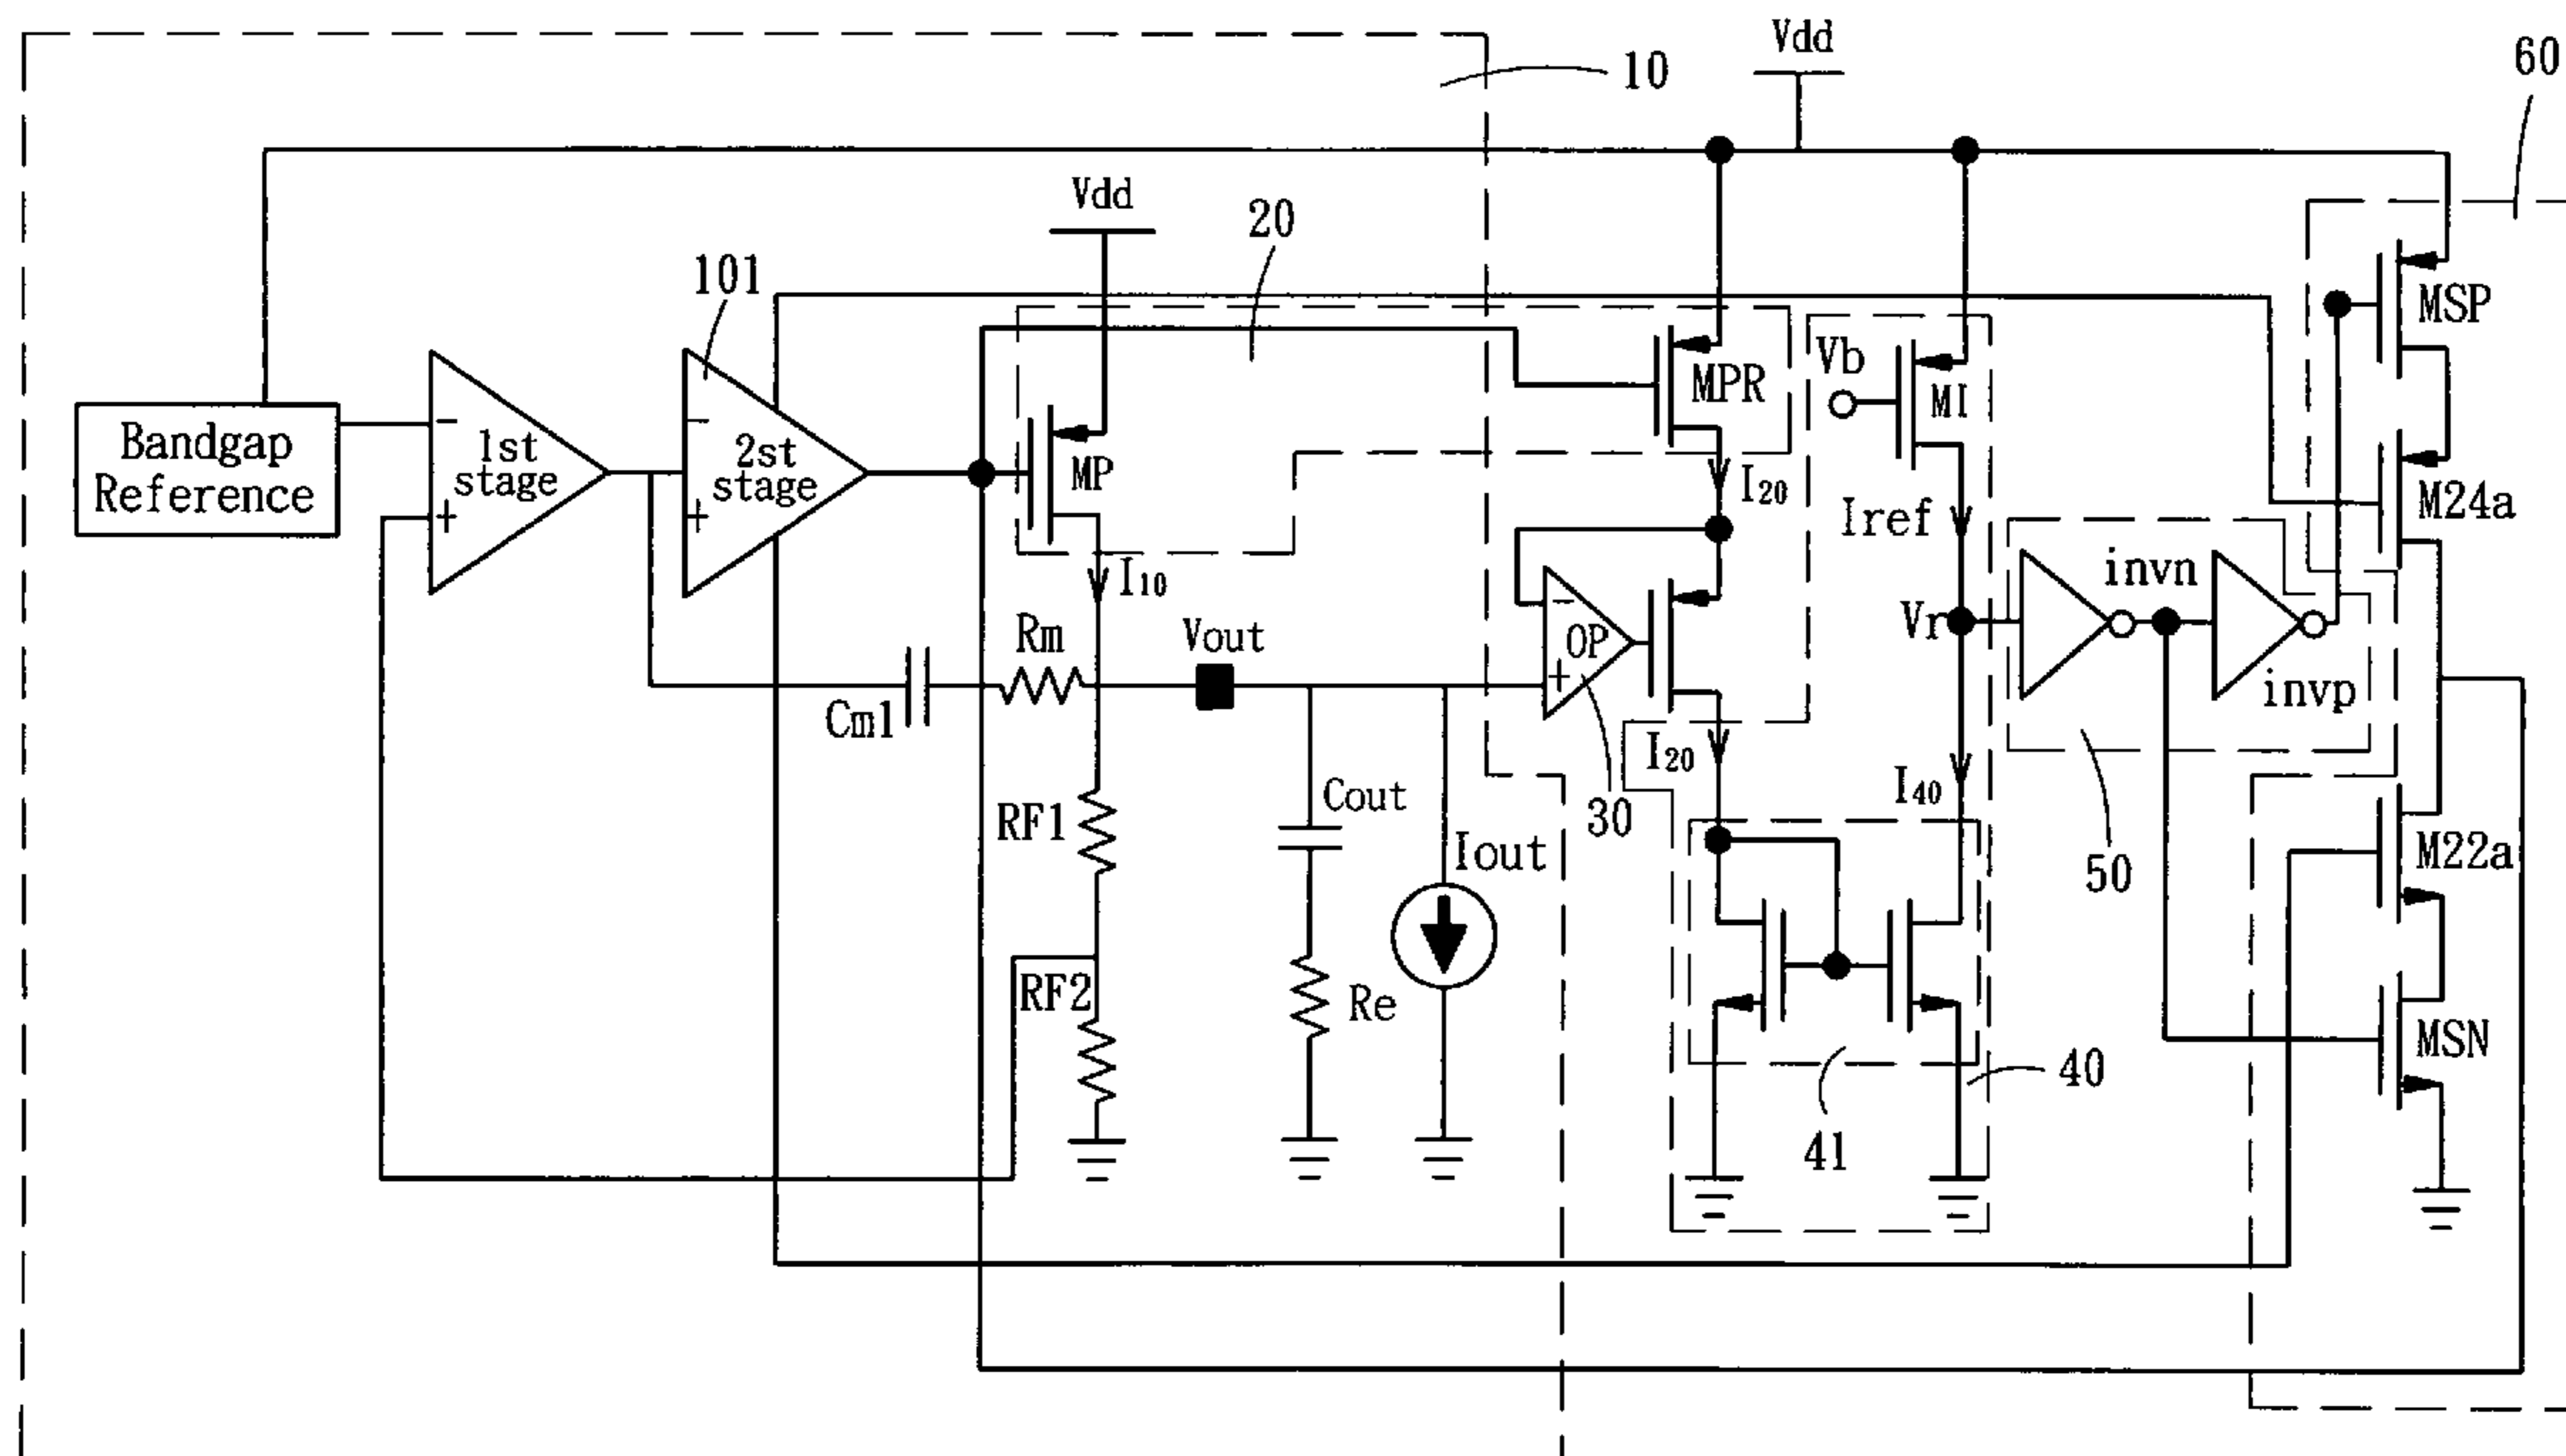 Vdd
60
10
Vdd
20
101
MSP
Vb
MPR
MI
Bandgap
Reference
-
+
1st
stage
-
+
2st
stage
MP
I20
Iref
M24a
I10
invn
Rm
Vout
-
+
OP
Vr
invp
Cm1
I20
30
I40
Cout
RF1
Iout
50
M22a
RF2
Re
MSN
40
41